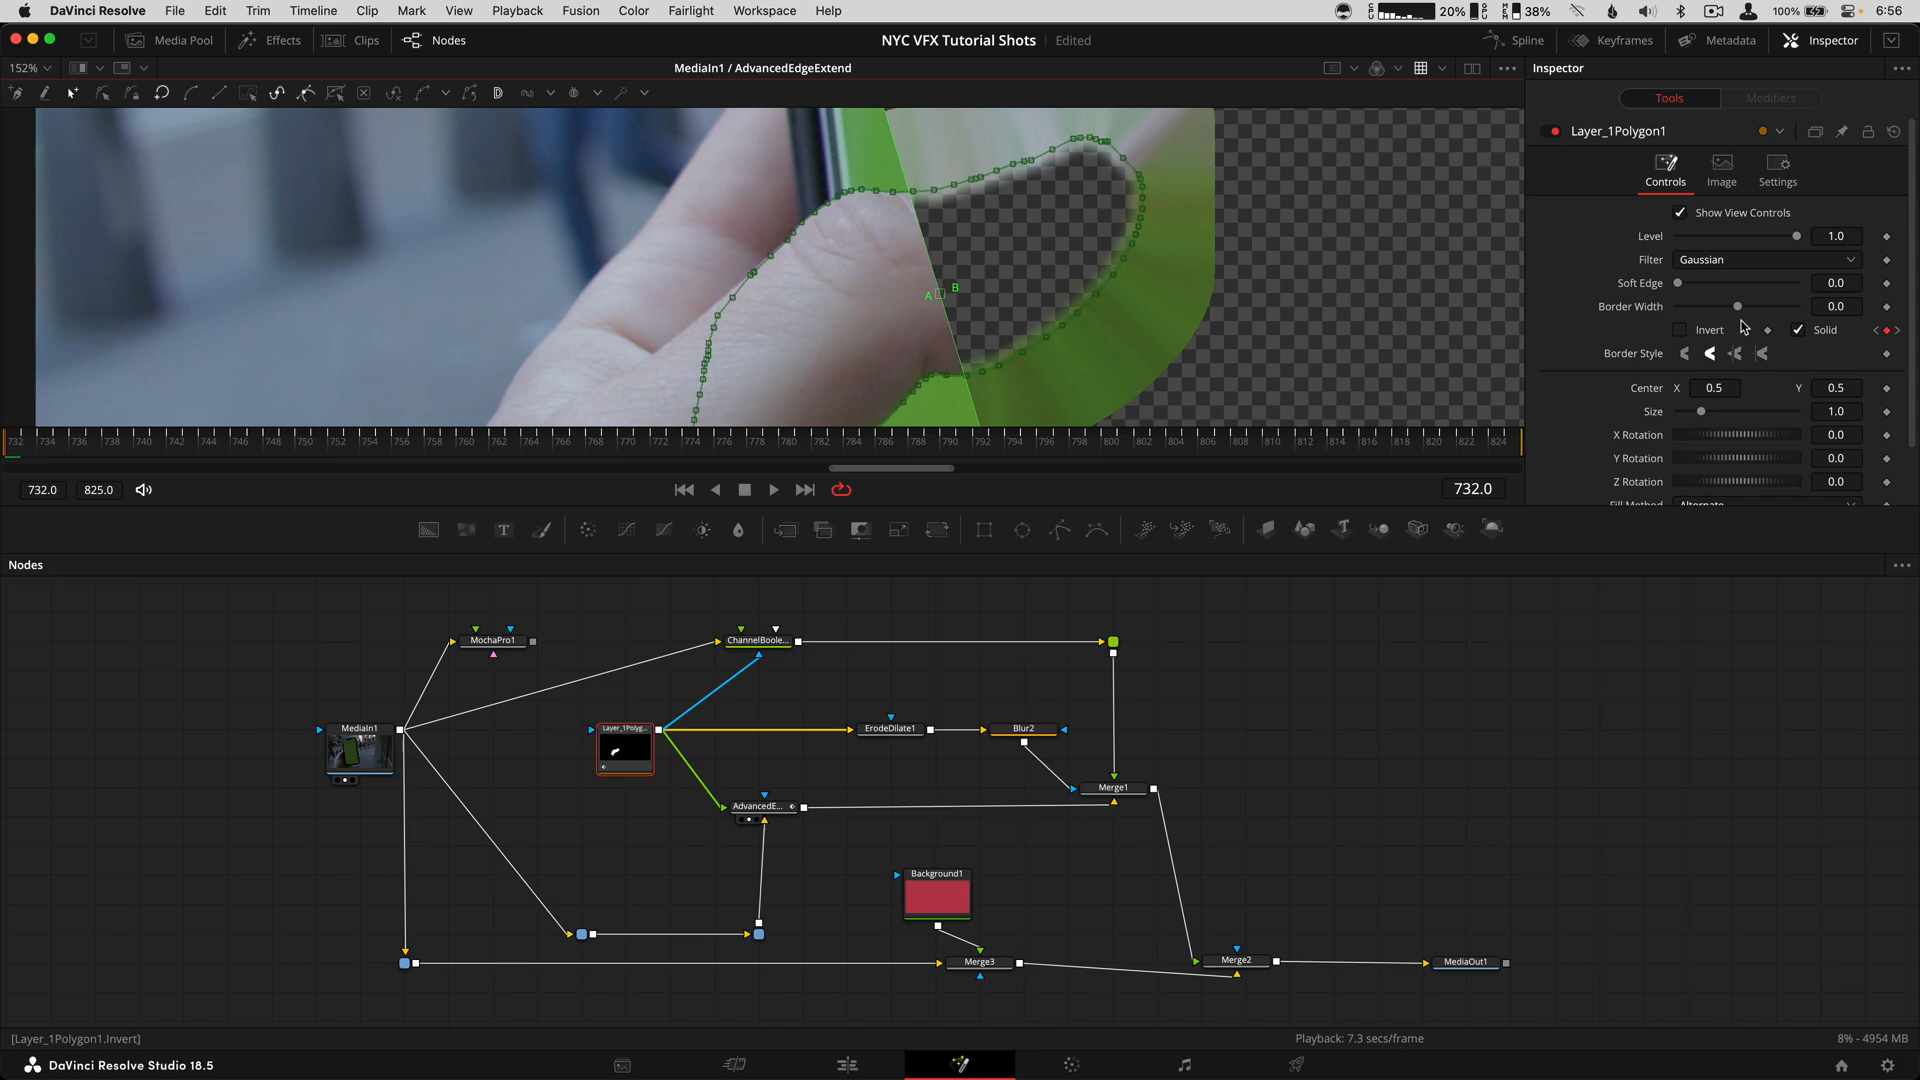 DaVinci Resolve File Edit Trim Timeline Clip Mark View Playback Fusion Color Fairlight Workspace Help CPU 20% GPU MEM 38% 100% 6:56
Media Pool Effects Clips Nodes NYC VFX Tutorial Shots Edited Spline Keyframes Metadata Inspector
152% MediaIn1 / AdvancedEdgeExtend Inspector
Tools Modifiers
Layer_1Polygon1
Controls Image Settings
Show View Controls
Level 1.0
Filter Gaussian
Soft Edge 0.0
Border Width 0.0
Invert Solid
Border Style
Center X 0.5 Y 0.5
Size 1.0
X Rotation 0.0
Y Rotation 0.0
Z Rotation 0.0
Fill Method Alternate
A B
732 734 736 738 740 742 744 746 748 750 752 754 756 758 760 762 764 766 768 770 772 774 776 778 780 782 784 786 788 790 792 794 796 798 800 802 804 806 808 810 812 814 816 818 820 822 824
732.0 825.0 732.0
Nodes
MochaPro1
ChannelBoole...
MediaIn1
Layer_1Polyg...
ErodeDilate1
Blur2
Merge1
AdvancedE...
Background1
Merge3
Merge2
MediaOut1
[Layer_1Polygon1.Invert] Playback: 7.3 secs/frame 8% - 4954 MB
DaVinci Resolve Studio 18.5